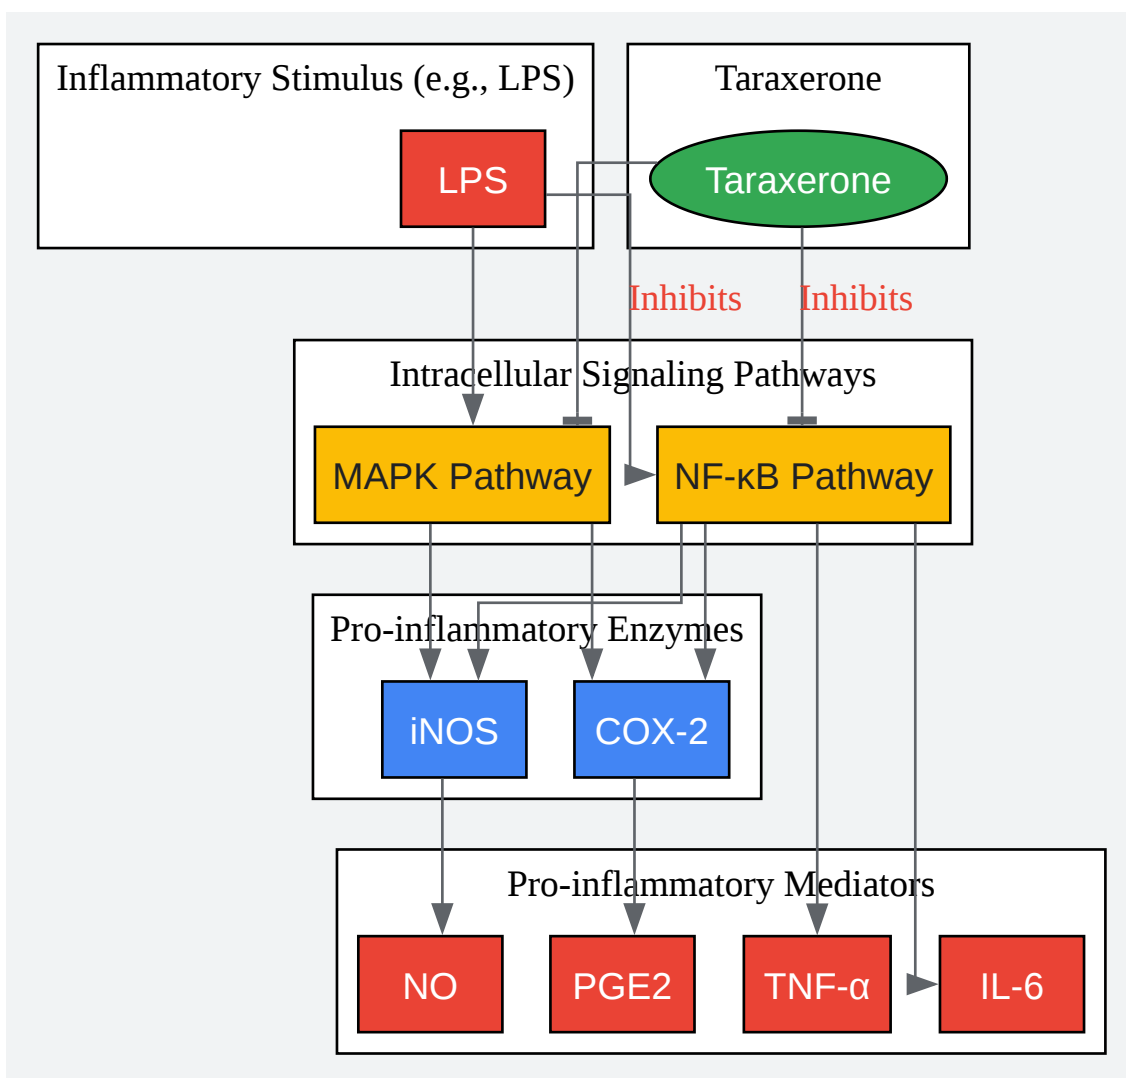 Inflammatory Stimulus (e.g., LPS)
Taraxerone
LPS
Taraxerone
Inhibits
Inhibits
Intracellular Signaling Pathways
MAPK Pathway
NF-κB Pathway
Pro-inflammatory Enzymes
iNOS
COX-2
Pro-inflammatory Mediators
NO
PGE2
TNF-α
IL-6